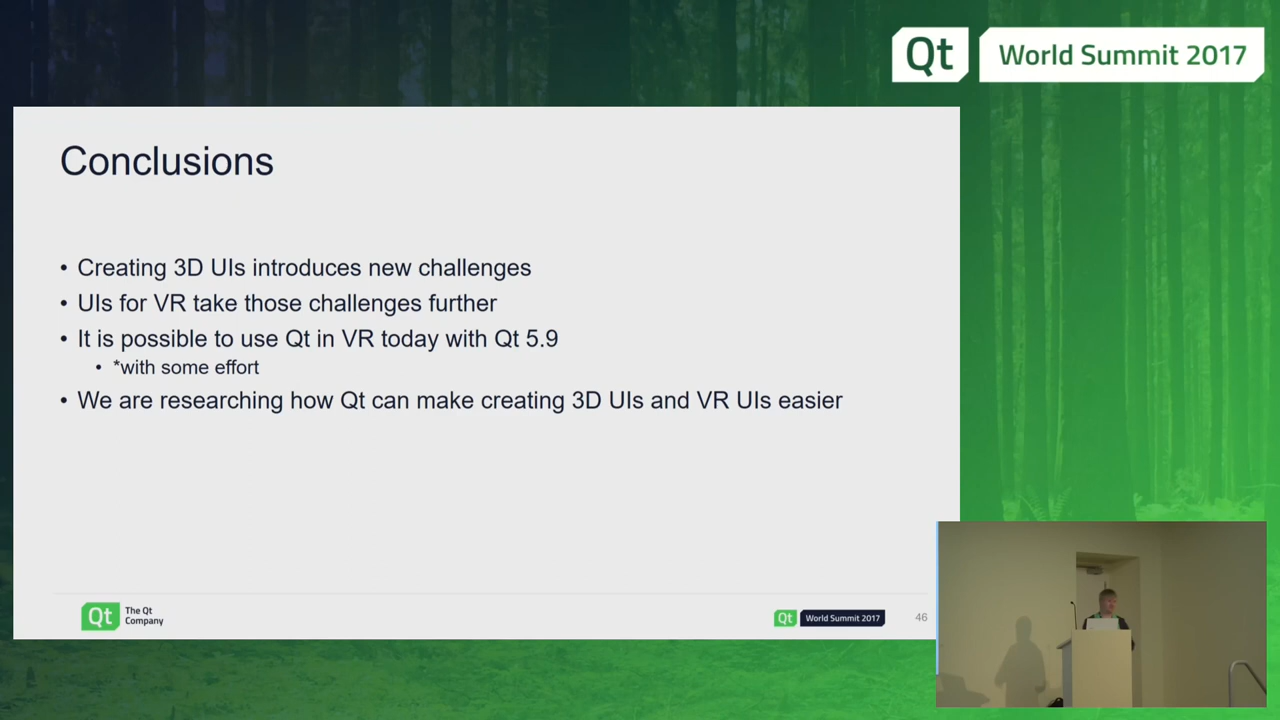 Qt World Summit 2017
Conclusions
• Creating 3D UIs introduces new challenges
• UIs for VR take those challenges further
• It is possible to use Qt in VR today with Qt 5.9
• *with some effort
• We are researching how Qt can make creating 3D UIs and VR UIs easier
Qt The Qt
Company
Qt World Summit 2017
46